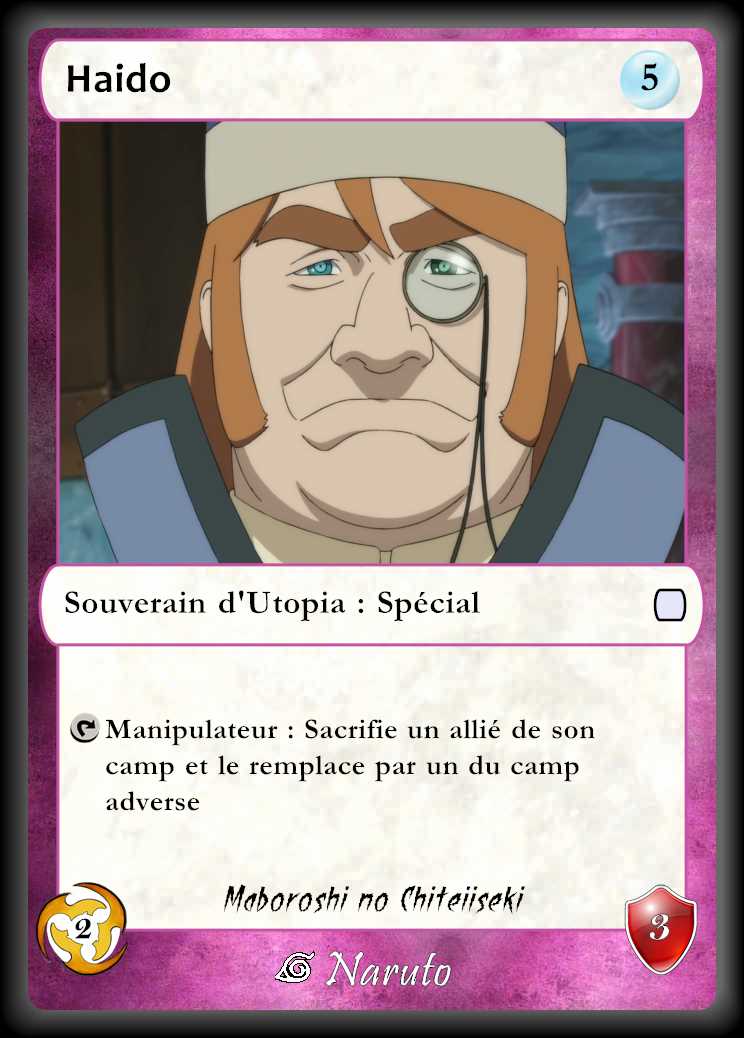 Haido
5
Souverain d'Utopia : Spécial
Manipulateur : Sacrifie un allié de son
camp et le remplace par un du camp
adverse
Maboroshi no Chiteiiseki
2
3
Naruto